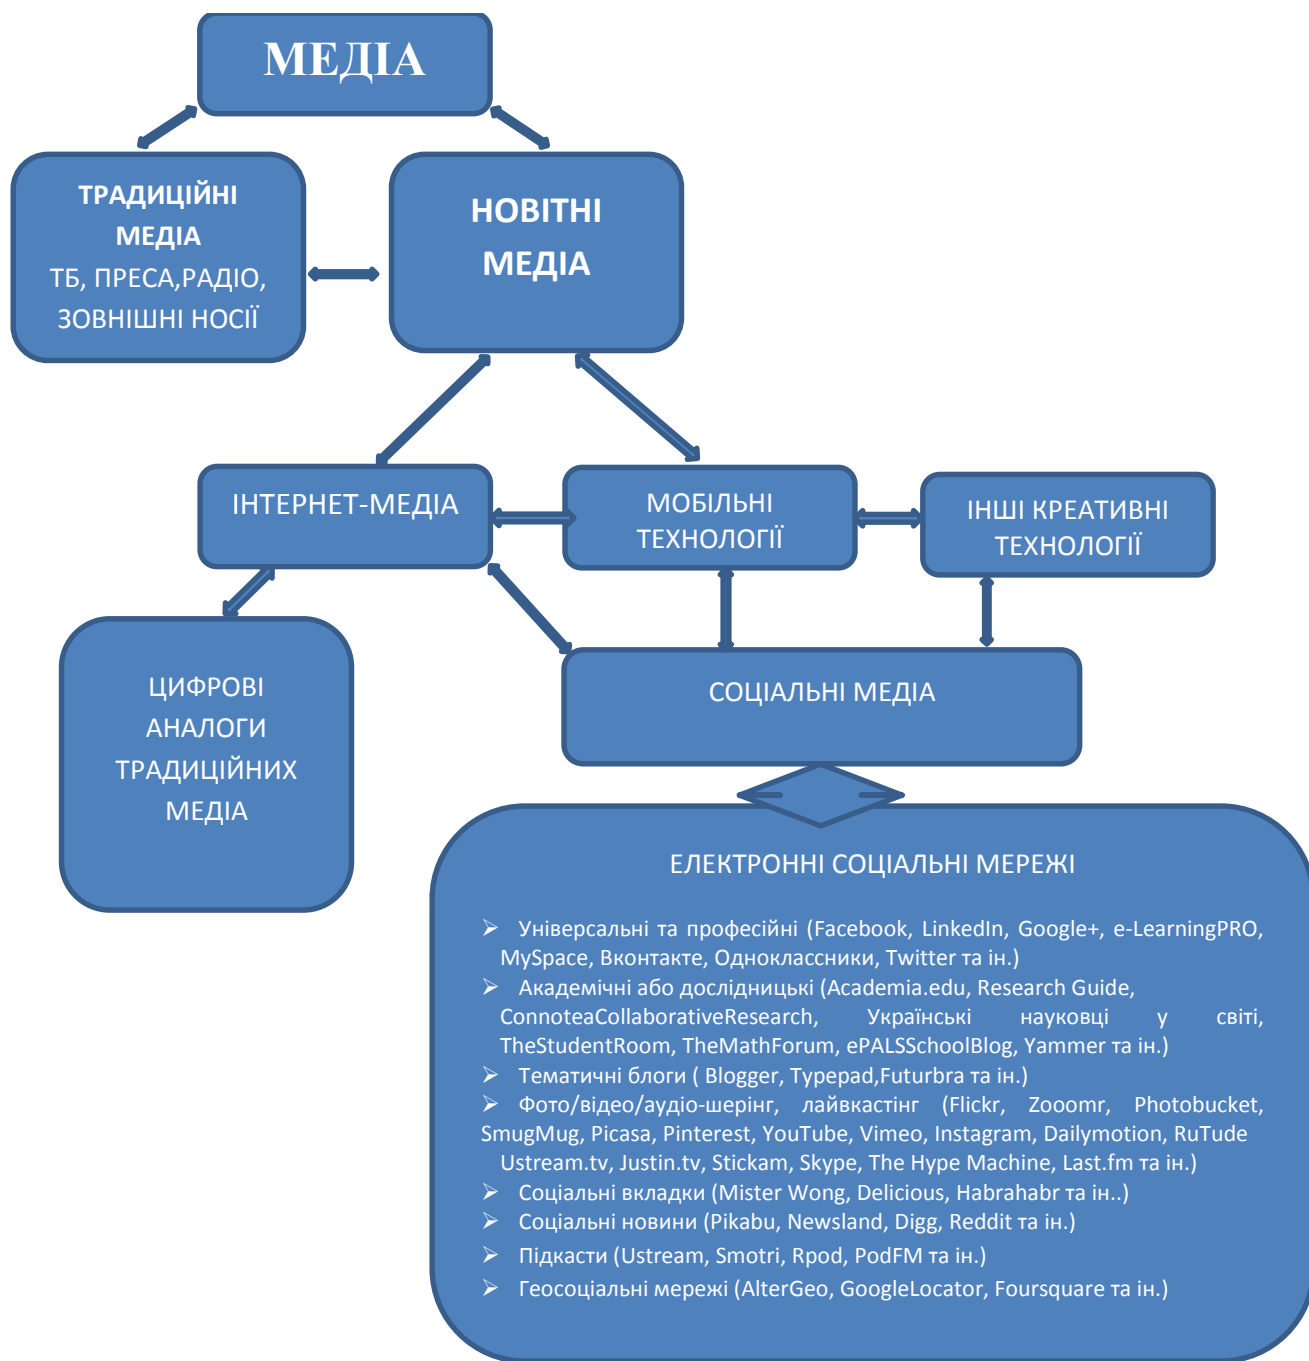 МЕДІА
ТРАДИЦІЙНІ
МЕДІА
ТБ, ПРЕСА,РАДІО,
ЗОВНІШНІ НОСІЇ
НОВІТНІ
МЕДІА
ІНТЕРНЕТ-МЕДІА
МОБІЛЬНІ
ТЕХНОЛОГІЇ
ІНШІ КРЕАТИВНІ
ТЕХНОЛОГІЇ
ЦИФРОВІ
АНАЛОГИ
ТРАДИЦІЙНИХ
МЕДІА
СОЦІАЛЬНІ МЕДІА
ЕЛЕКТРОННІ СОЦІАЛЬНІ МЕРЕЖІ
➢ Універсальні та професійні (Facebook, LinkedIn, Google+, e-LearningPRO,
MySpace, Вконтакте, Одноклассники, Twitter та ін.)
➢ Академічні або дослідницькі (Academia.edu, Research Guide,
ConnoteaCollaborativeResearch, Українські науковці у світі,
TheStudentRoom, TheMathForum, ePALSSchoolBlog, Yammer та ін.)
➢ Тематичні блоги ( Blogger, Typepad,Futurbra та ін.)
➢ Фото/відео/аудіо-шерінг, лайвкастінг (Flickr, Zooomr, Photobucket,
SmugMug, Picasa, Pinterest, YouTube, Vimeo, Instagram, Dailymotion, RuTude
Ustream.tv, Justin.tv, Stickam, Skype, The Hype Machine, Last.fm та ін.)
➢ Соціальні вкладки (Mister Wong, Delicious, Habrahabr та ін..)
➢ Соціальні новини (Pikabu, Newsland, Digg, Reddit та ін.)
➢ Підкасти (Ustream, Smotri, Rpod, PodFM та ін.)
➢ Геосоціальні мережі (AlterGeo, GoogleLocator, Foursquare та ін.)